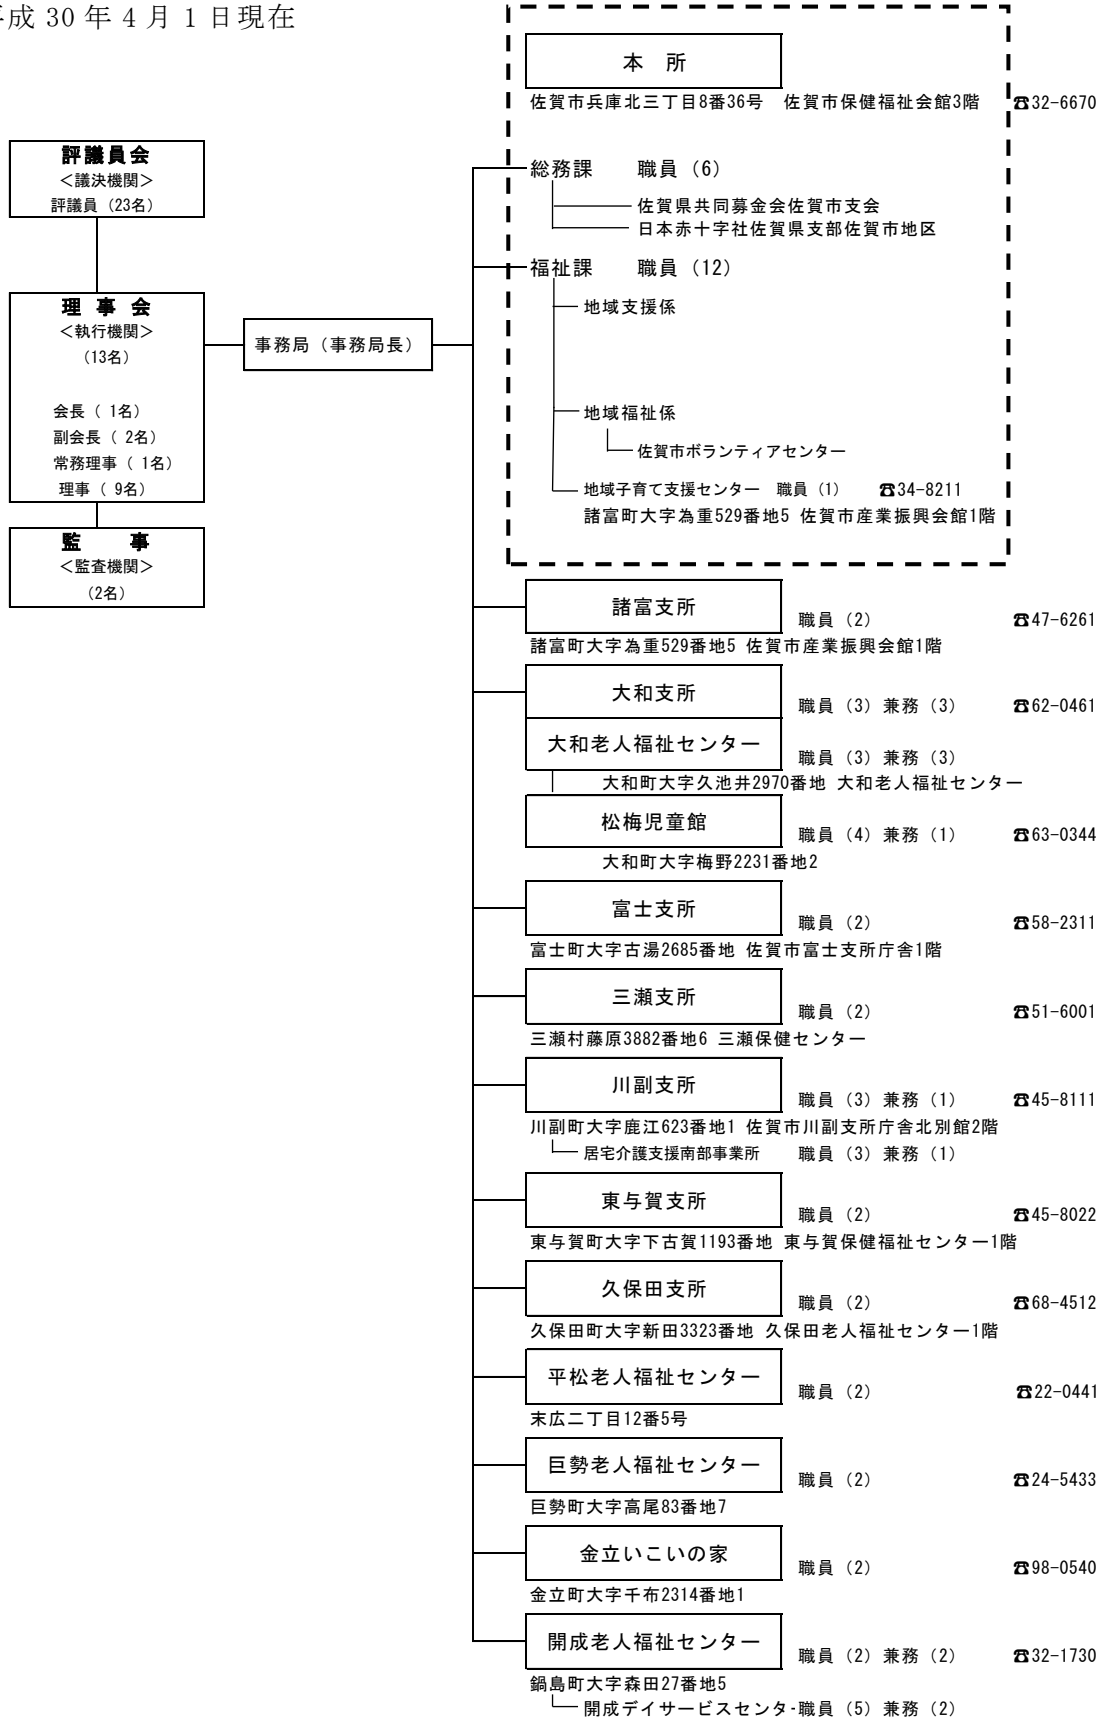 平成 30 年 4 月 1 日現在
本 所
佐賀市兵庫北三丁目8番36号 佐賀市保健福祉会館3階 ☎32-6670
評議員会
＜議決機関＞
評議員（23名）
総務課 職員（6）
佐賀県共同募金会佐賀市支会
日本赤十字社佐賀県支部佐賀市地区
福祉課 職員（12）
地域支援係
理 事 会
＜執行機関＞
（13名）
会長（ 1名）
副会長（ 2名）
常務理事（ 1名）
理事（ 9名）
事務局（事務局長）
地域福祉係
佐賀市ボランティアセンター
地域子育て支援センター 職員（1） ☎34-8211
諸富町大字為重529番地5 佐賀市産業振興会館1階
監 事
＜監査機関＞
（2名）
諸富支所 職員（2） ☎47-6261
諸富町大字為重529番地5 佐賀市産業振興会館1階
大和支所 職員（3）兼務（3） ☎62-0461
大和老人福祉センター 職員（3）兼務（3）
大和町大字久池井2970番地 大和老人福祉センター
松梅児童館 職員（4）兼務（1） ☎63-0344
大和町大字梅野2231番地2
富士支所 職員（2） ☎58-2311
富士町大字古湯2685番地 佐賀市富士支所庁舎1階
三瀬支所 職員（2） ☎51-6001
三瀬村藤原3882番地6 三瀬保健センター
川副支所 職員（3）兼務（1） ☎45-8111
川副町大字鹿江623番地1 佐賀市川副支所庁舎北別館2階
居宅介護支援南部事業所 職員（3）兼務（1）
東与賀支所 職員（2） ☎45-8022
東与賀町大字下古賀1193番地 東与賀保健福祉センター1階
久保田支所 職員（2） ☎68-4512
久保田町大字新田3323番地 久保田老人福祉センター1階
平松老人福祉センター 職員（2） ☎22-0441
末広二丁目12番5号
巨勢老人福祉センター 職員（2） ☎24-5433
巨勢町大字高尾83番地7
金立いこいの家 職員（2） ☎98-0540
金立町大字千布2314番地1
開成老人福祉センター 職員（2）兼務（2） ☎32-1730
鍋島町大字森田27番地5
開成デイサービスセンタ- 職員（5）兼務（2）